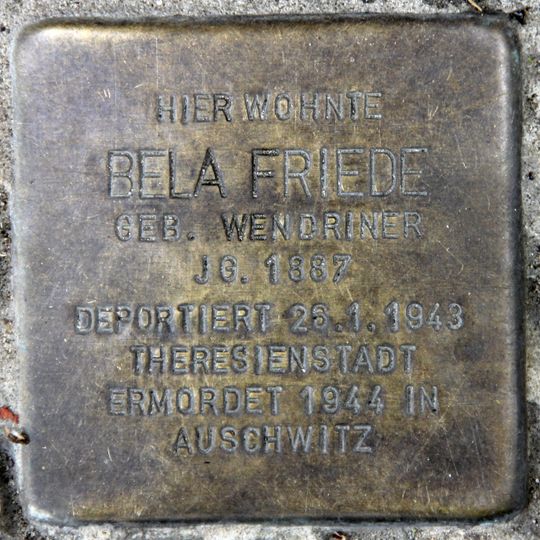 HIER WOHNTE
BELA FRIEDE
GEB. WENDRINER
JG. 1887
DEPORTIERT 26.1.1943
THERESIENSTADT
ERMORDET 1944 IN
AUSCHWITZ